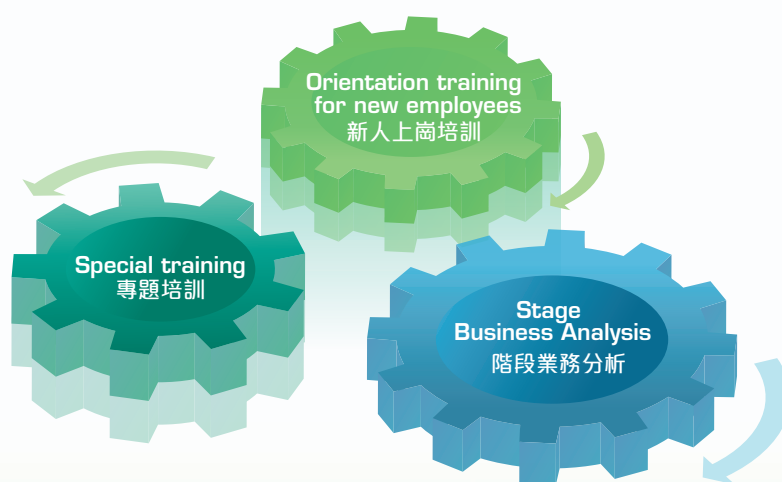 Orientation training
for new employees
新人上崗培訓
Special training
專題培訓
Stage
Business Analysis
階段業務分析